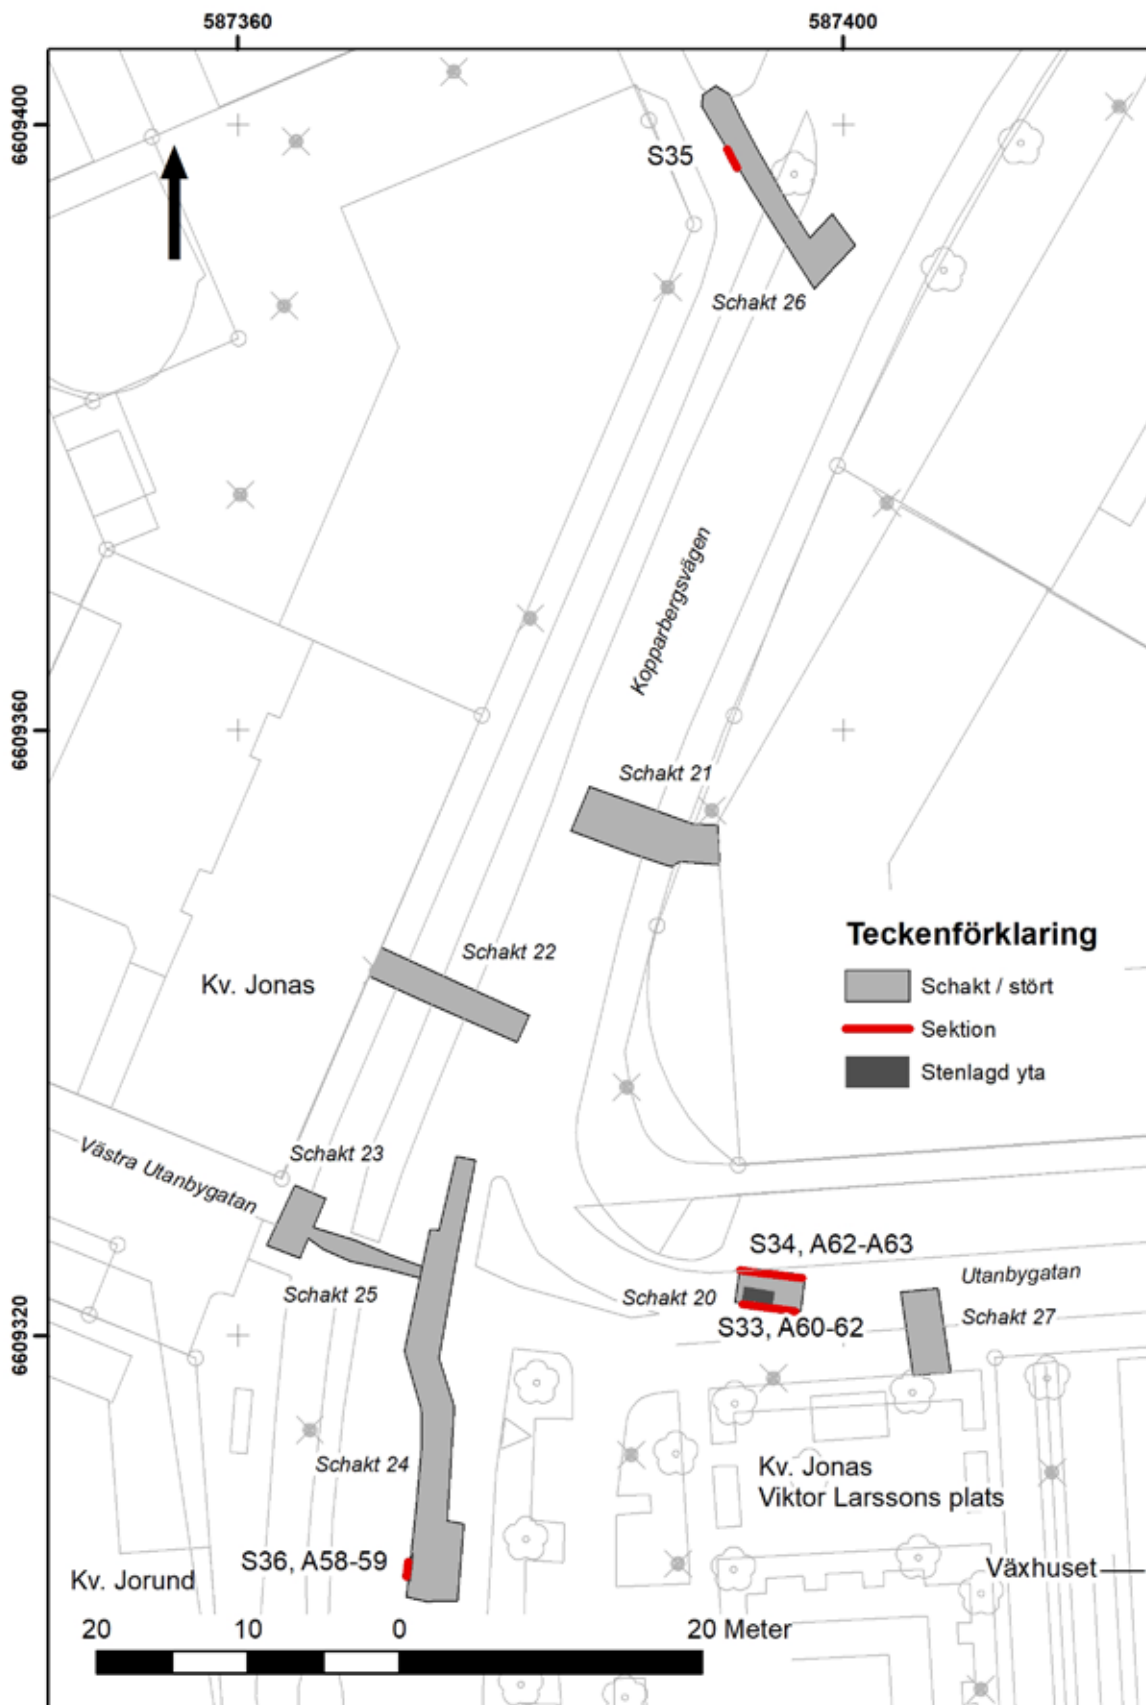 587360
587400
6609400
S35
Schakt 26
Kopparbergsvägen
6609360
Schakt 21
Teckenförklaring
Schakt 22
Kv. Jonas
Schakt / stört
Sektion
Stenlagd yta
Schakt 23
Västra Utanbygatan
S34, A62-A63
Utanbygatan
Schakt 25
Schakt 20
Schakt 27
S33, A60-62
6609320
Schakt 24
Kv. Jonas
Viktor Larssons plats
S36, A58-59
Växhuset
Kv. Jorund
20 10 0 20 Meter